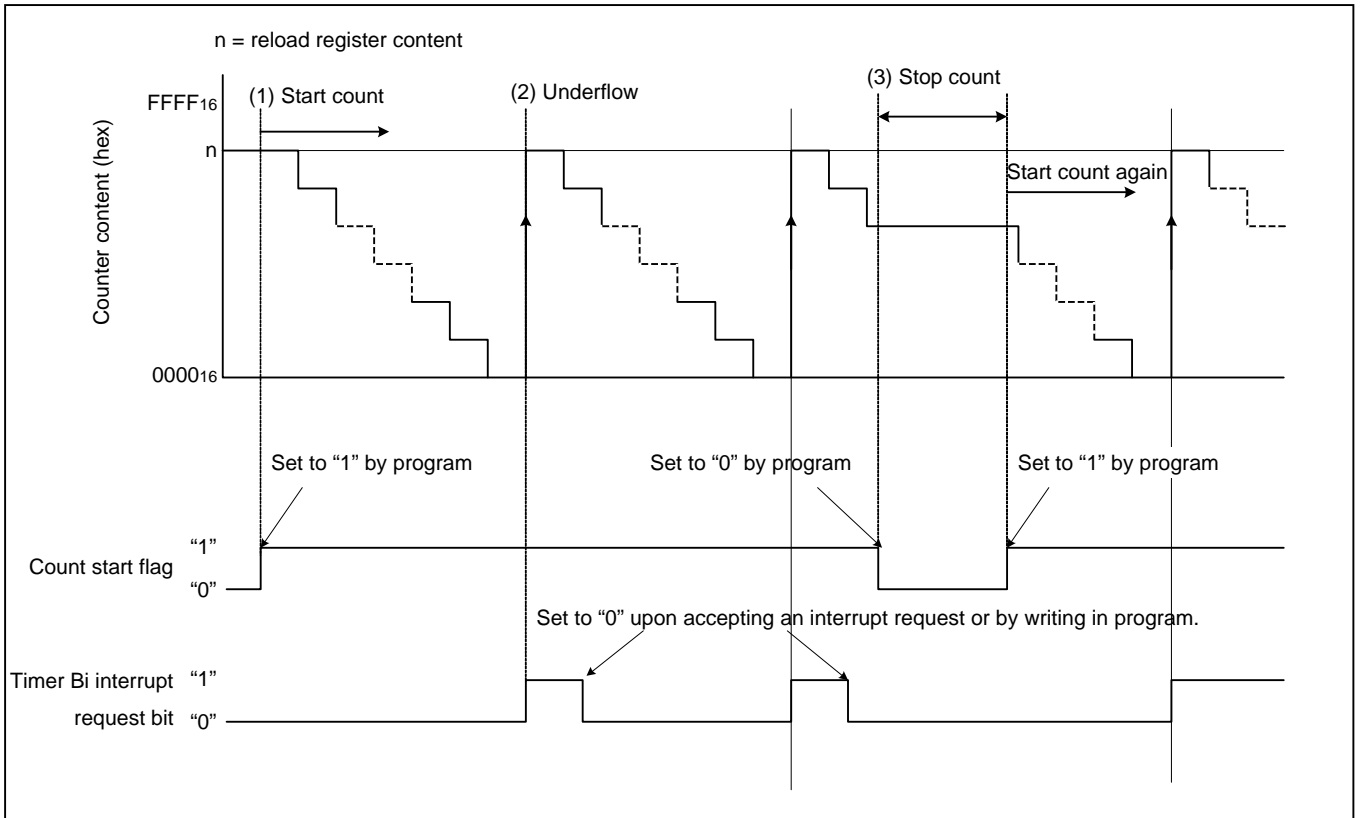 n = reload register content
(3) Stop count
(1) Start count
(2) Underflow
FFFF16
n
Start count again
Counter content (hex)
000016
Set to “1” by program
Set to “0” by program
Set to “1” by program
“1”
Count start flag
“0”
Set to “0” upon accepting an interrupt request or by writing in program.
Timer Bi interrupt “1”
request bit “0”